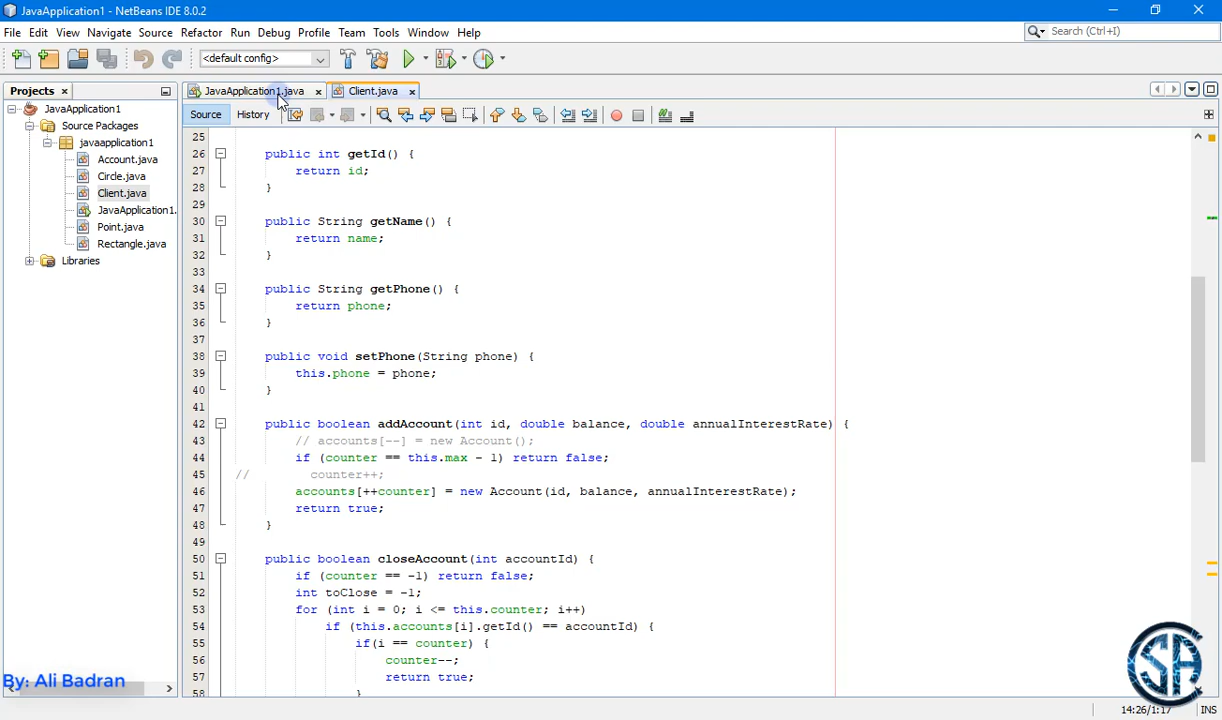 JavaApplication1 - NetBeans IDE 8.0.2
File Edit View Navigate Source Refactor Run Debug Profile Team Tools Window Help
Search (Ctrl+I)
<default config>
Projects
JavaApplication1.java
Client.java
JavaApplication1
Source Packages
javaapplication1
Account.java
Circle.java
Client.java
JavaApplication1.
Point.java
Rectangle.java
Libraries
Source History
25
26 public int getId() {
27 return id;
28 }
29
30 public String getName() {
31 return name;
32 }
33
34 public String getPhone() {
35 return phone;
36 }
37
38 public void setPhone(String phone) {
39 this.phone = phone;
40 }
41
42 public boolean addAccount(int id, double balance, double annualInterestRate) {
43 // accounts[--] = new Account();
44 if (counter == this.max - 1) return false;
45 // counter++;
46 accounts[++counter] = new Account(id, balance, annualInterestRate);
47 return true;
48 }
49
50 public boolean closeAccount(int accountId) {
51 if (counter == -1) return false;
52 int toClose = -1;
53 for (int i = 0; i <= this.counter; i++)
54 if (this.accounts[i].getId() == accountId) {
55 if(i == counter) {
56 counter--;
57 return true;
58 }
By: Ali Badran
14:26/1:17
INS